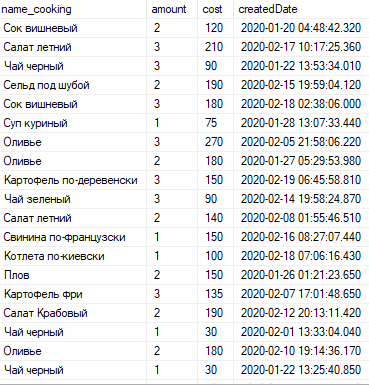 name_cooking amount cost createdDate
Сок вишневый 2 120 2020-01-20 04:48:42.320
Салат летний 3 210 2020-02-17 10:17:25.360
Чай черный 3 90 2020-01-22 13:53:34.010
Сельд под шубой 2 190 2020-02-15 19:59:04.120
Сок вишневый 3 180 2020-02-18 02:38:06.000
Суп куриный 1 75 2020-01-28 13:07:33.440
Оливье 3 270 2020-02-05 21:58:06.220
Оливье 2 180 2020-01-27 05:29:53.980
Картофель по-деревенски 3 150 2020-02-19 06:45:58.810
Чай зеленый 3 90 2020-02-14 19:58:24.870
Салат летний 2 140 2020-02-08 01:55:46.510
Свинина по-французски 1 150 2020-02-16 08:27:07.440
Котлета по-киевски 1 100 2020-02-18 07:06:16.430
Плов 2 150 2020-01-26 01:21:23.650
Картофель фри 3 135 2020-02-07 17:01:48.650
Салат Крабовый 2 190 2020-02-12 20:13:11.420
Чай черный 1 30 2020-02-01 13:33:04.040
Оливье 2 180 2020-02-10 19:14:36.170
Чай черный 1 30 2020-01-22 13:25:40.850